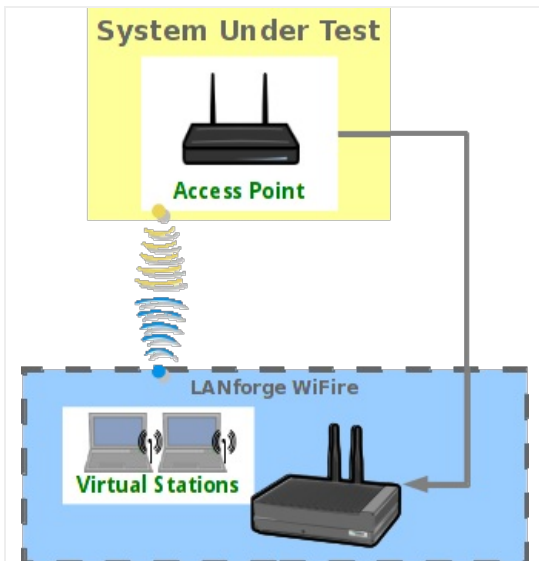 System Under Test
Access Point
LANforge WiFire
Virtual Stations